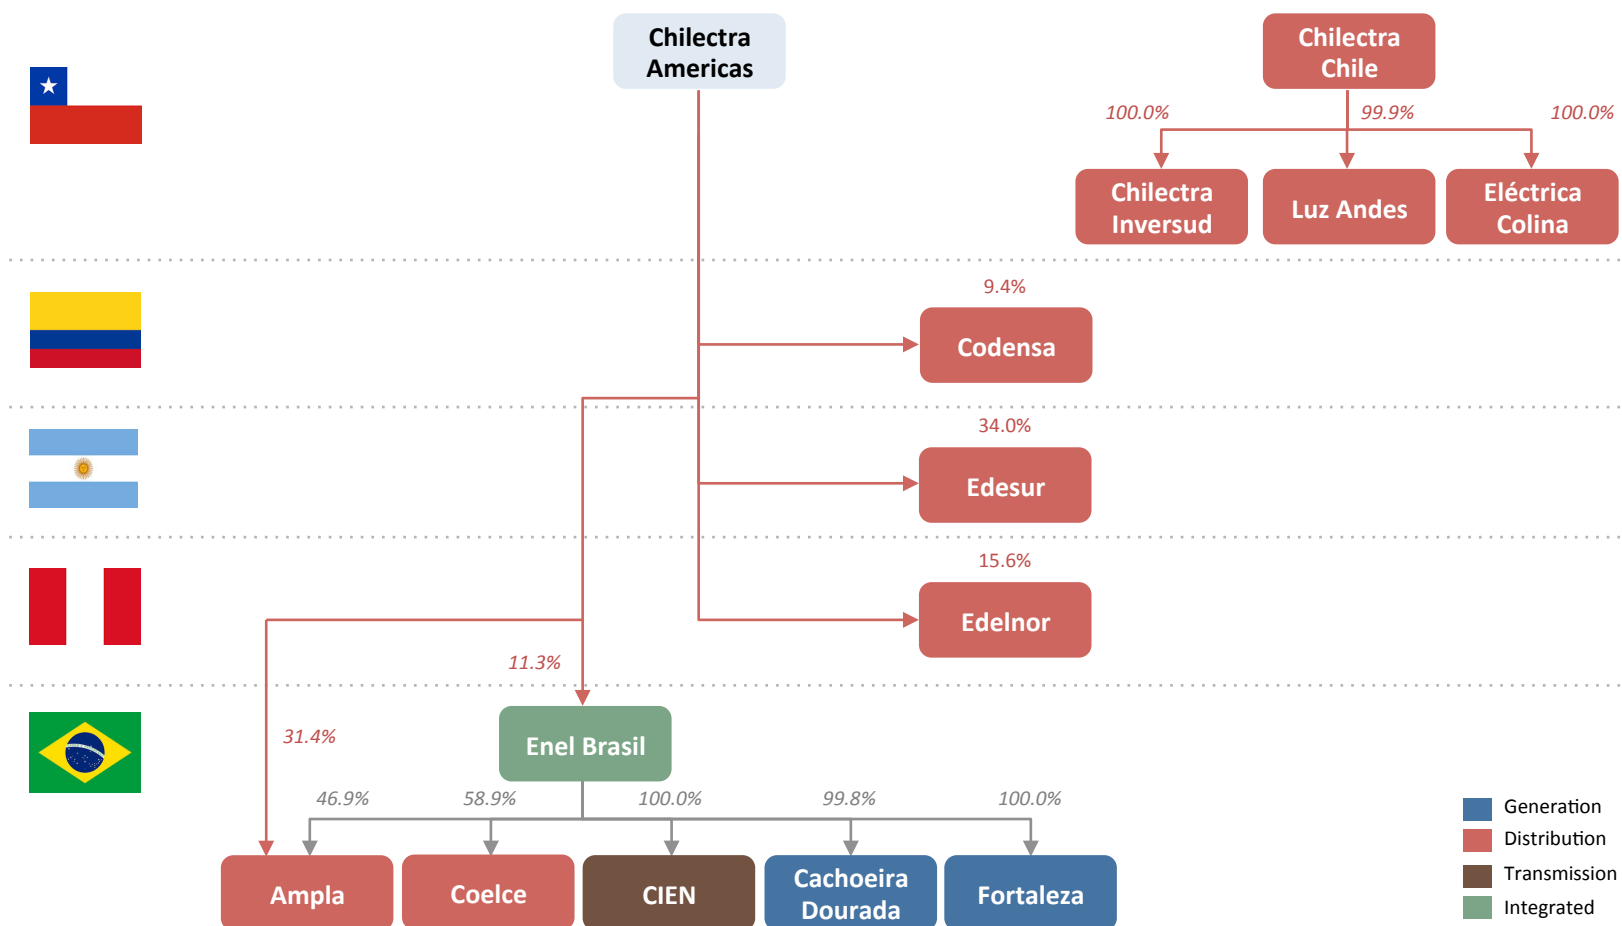 Chilectra
Americas
Chilectra
Chile
100.0%
99.9%
100.0%
Chilectra
Inversud
Luz Andes
Eléctrica
Colina
9.4%
Codensa
34.0%
Edesur
15.6%
Edelnor
11.3%
31.4%
Enel Brasil
46.9%
58.9%
100.0%
99.8%
100.0%
Ampla
Coelce
CIEN
Cachoeira
Dourada
Fortaleza
Generation
Distribution
Transmission
Integrated